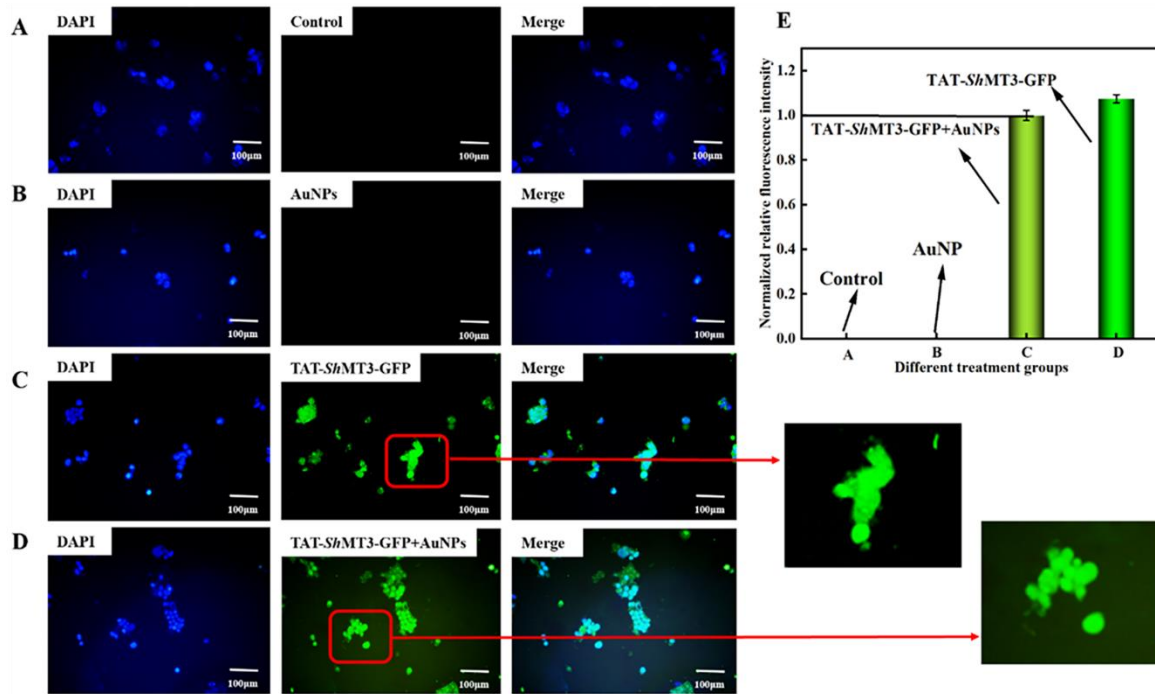 A
DAPI
Control
Merge
100μm
100μm
100μm
B
DAPI
AuNPs
Merge
100μm
100μm
100μm
C
DAPI
TAT-ShMT3-GFP
Merge
100μm
100μm
100μm
D
DAPI
TAT-ShMT3-GFP+AuNPs
Merge
100μm
100μm
100μm
E
Normalized relative fluorescence intensity
1.2
1.0
0.8
0.6
0.4
0.2
0.0
TAT-ShMT3-GFP
TAT-ShMT3-GFP+AuNPs
AuNP
Control
A
B
C
D
Different treatment groups